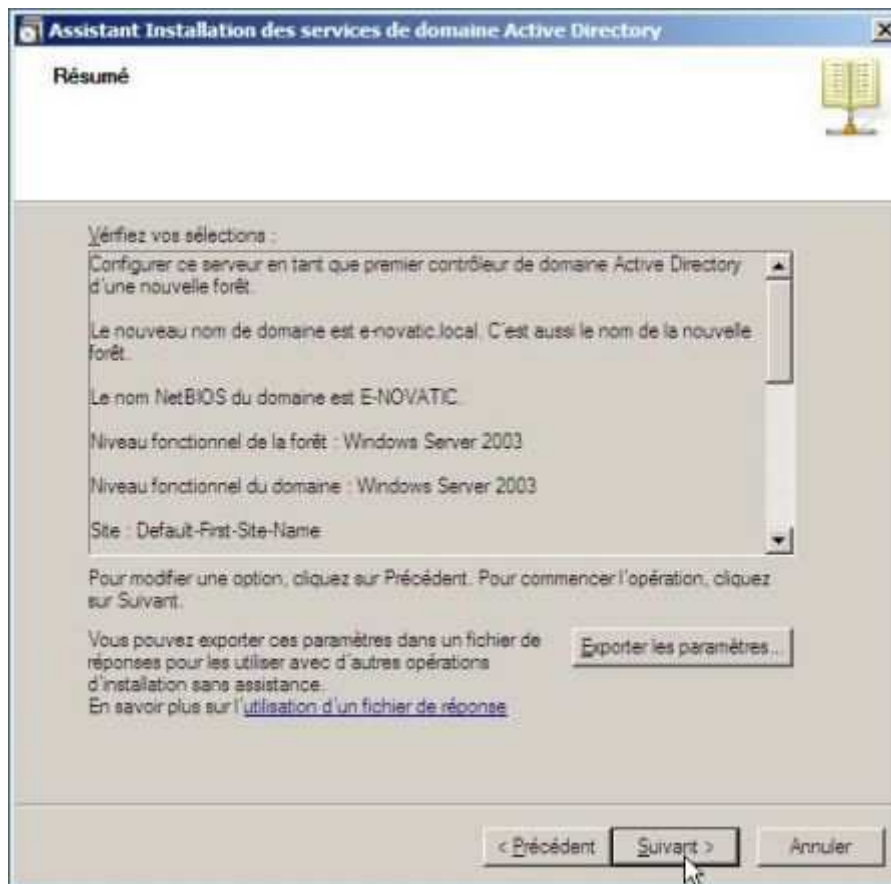 Assistant Installation des services de domaine Active Directory
Résumé
Vérifiez vos sélections :
Configurer ce serveur en tant que premier contrôleur de domaine Active Directory
d'une nouvelle forêt.
Le nouveau nom de domaine est e-novatic.local. C'est aussi le nom de la nouvelle
forêt.
Le nom NetBIOS du domaine est E-NOVATIC.
Niveau fonctionnel de la forêt : Windows Server 2003
Niveau fonctionnel du domaine : Windows Server 2003
Site : Default-First-Site-Name
Pour modifier une option, cliquez sur Précédent. Pour commencer l'opération, cliquez
sur Suivant.
Vous pouvez exporter ces paramètres dans un fichier de
réponses pour les utiliser avec d'autres opérations
d'installation sans assistance.
En savoir plus sur l'utilisation d'un fichier de réponse
Exporter les paramètres...
< Précédent
Suivant >
Annuler